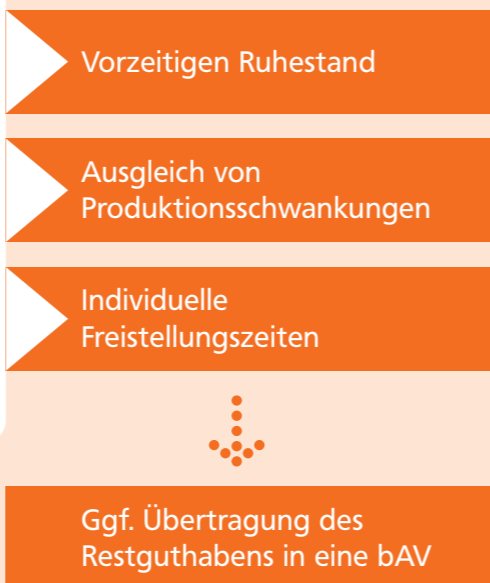 Vorzeitigen Ruhestand
Ausgleich von
Produktionsschwankungen
Individuelle
Freistellungszeiten
Ggf. Übertragung des
Restguthabens in eine bAV